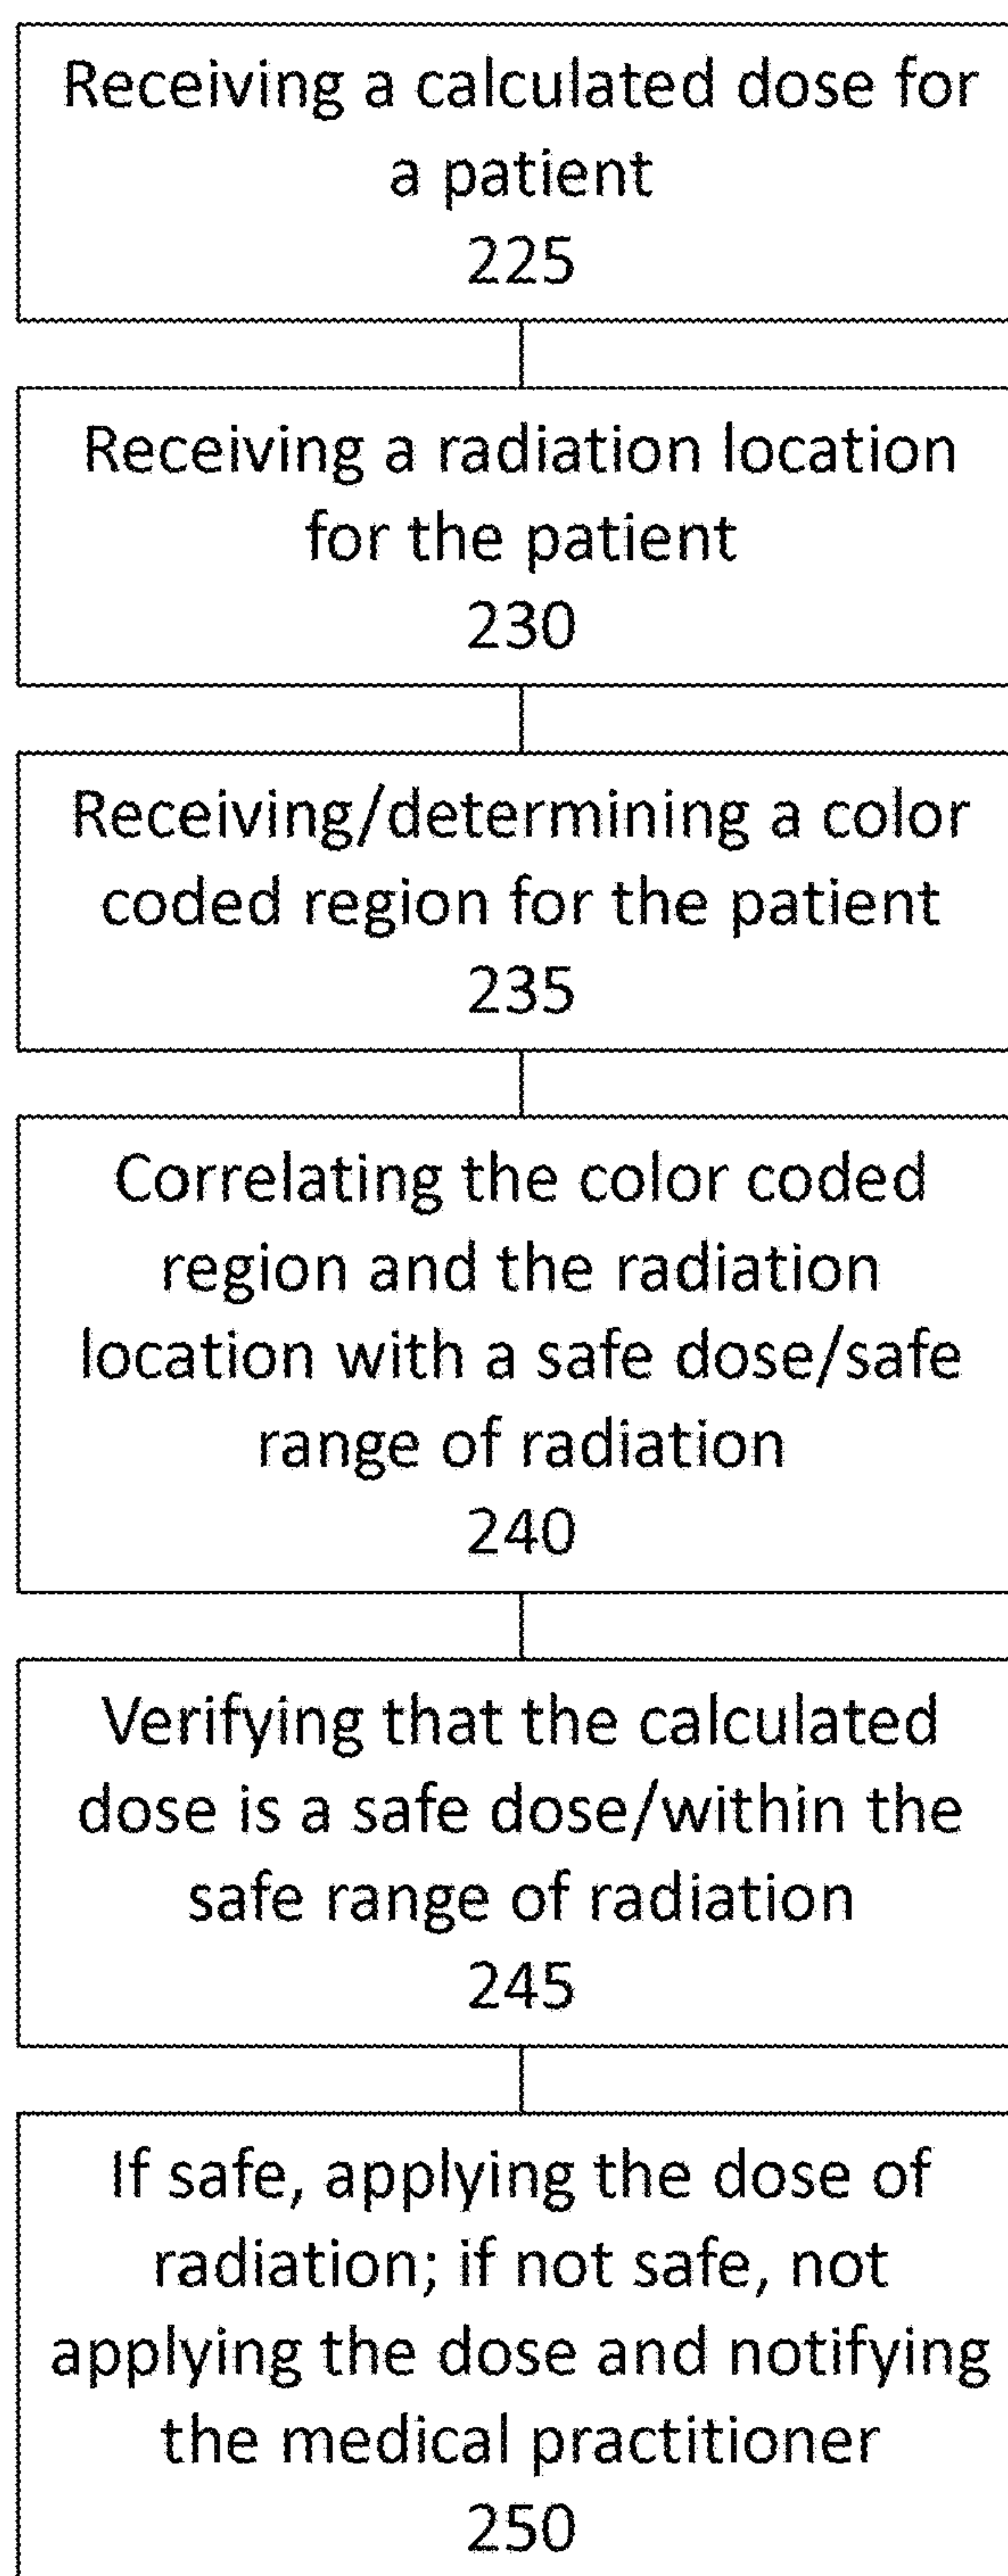 Receiving a calculated dose for
a patient
225
Receiving a radiation location
for the patient
230
Receiving/determining a color
coded region for the patient
235
Correlating the color coded
region and the radiation
location with a safe dose/safe
range of radiation
240
Verifying that the calculated
dose is a safe dose/within the
safe range of radiation
245
If safe, applying the dose of
radiation; if not safe, not
applying the dose and notifying
the medical practitioner
250